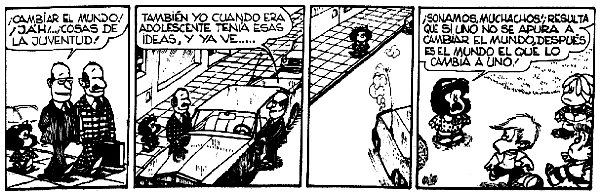 ¡CAMBIAR EL MUNDO!
¡JAH!...¡COSAS DE
LA JUVENTUD!
TAMBIÉN YO CUANDO ERA
ADOLESCENTE TENÍA ESAS
IDEAS, Y YA VE.....
¡SONAMOS, MUCHACHOS!¡RESULTA
QUE SI UNO NO SE APURA A
CAMBIAR EL MUNDO, DESPUÉS
ES EL MUNDO EL QUE LO
CAMBIA A UNO!